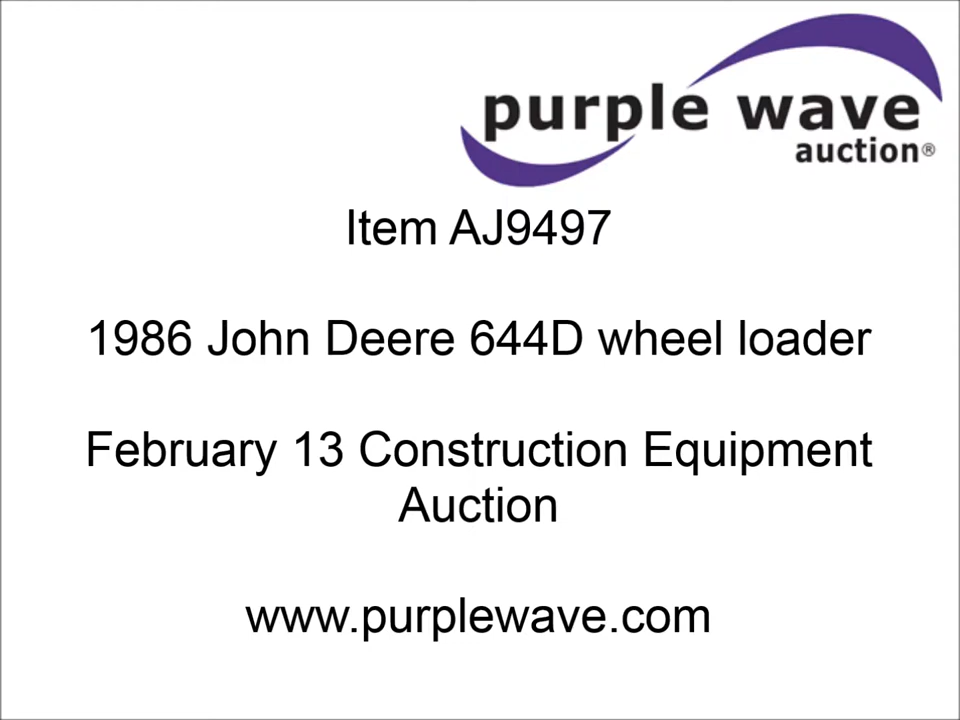 purple wave
auction®
Item AJ9497
1986 John Deere 644D wheel loader
February 13 Construction Equipment
Auction
www.purplewave.com